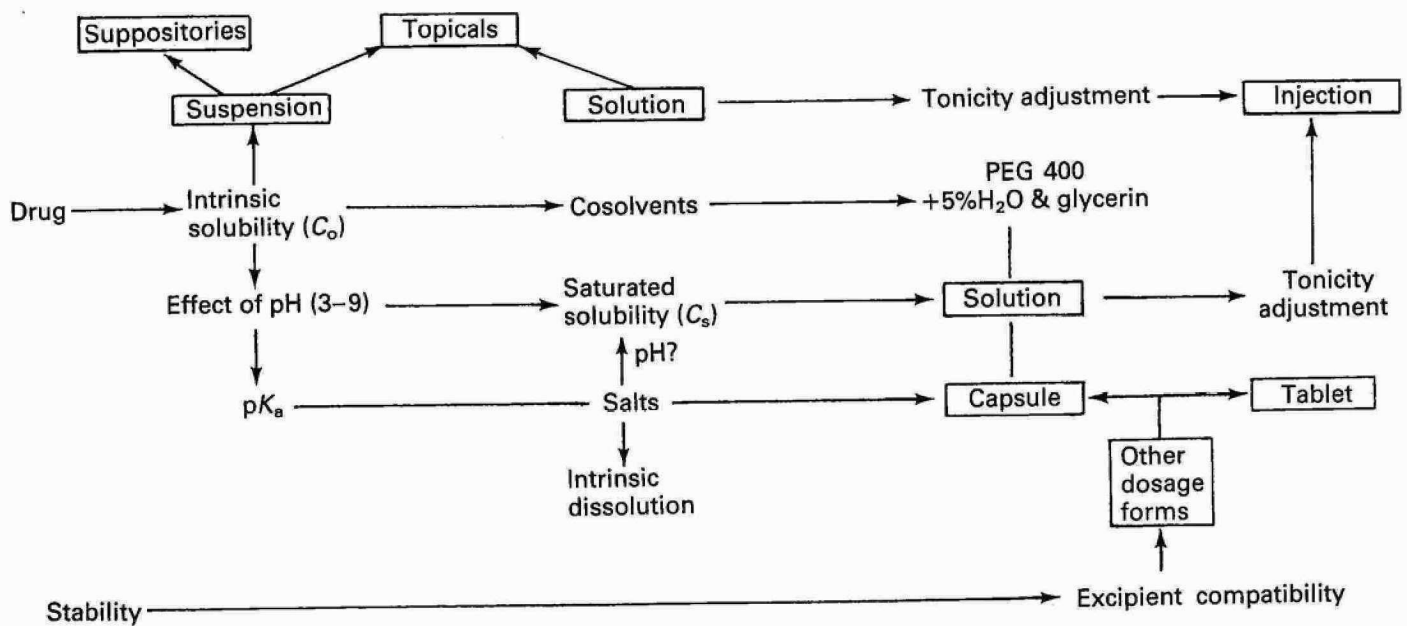 Suppositories
Topicals
Suspension
Solution
Tonicity adjustment
Injection
Drug
Intrinsic
solubility (Cₒ)
Cosolvents
PEG 400
+5%H₂O & glycerin
Effect of pH (3–9)
Saturated
solubility (Cₛ)
Solution
Tonicity
adjustment
pH?
pKₐ
Salts
Capsule
Tablet
Intrinsic
dissolution
Other
dosage
forms
Stability
Excipient compatibility